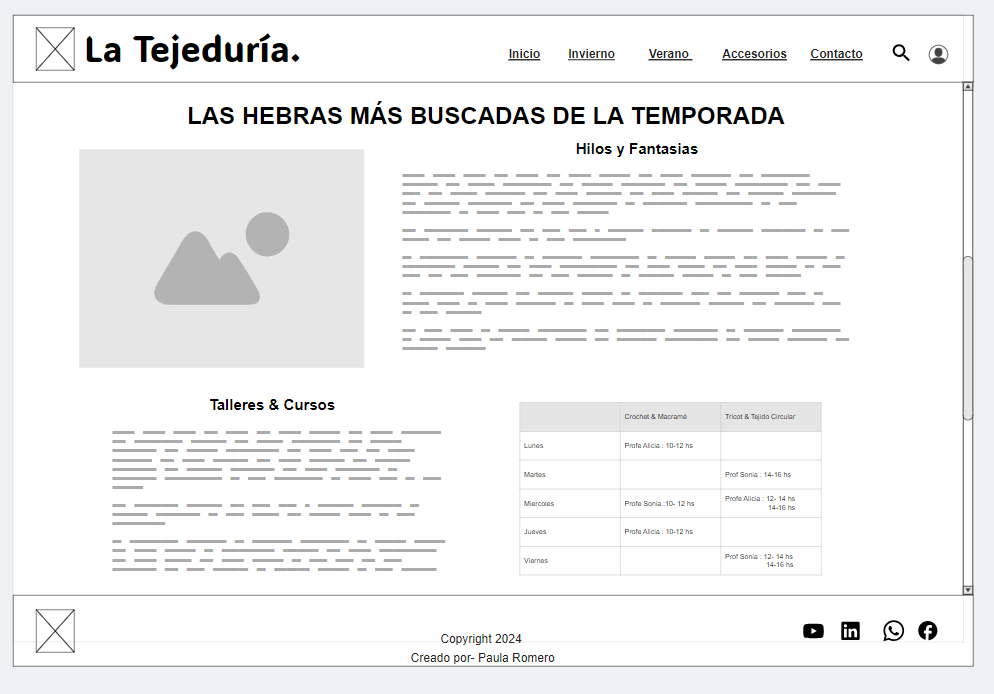 La Tejeduría.
Inicio Invierno Verano Accesorios Contacto
LAS HEBRAS MÁS BUSCADAS DE LA TEMPORADA
Hilos y Fantasias
Talleres & Cursos
Crochet & Macramé Tricot & Tejido Circular
Lunes Profe Alicia : 10-12 hs
Martes Prof Sonia : 14-16 hs
Miercoles Profe Sonia :10- 12 hs Profe Alicia : 12- 14 hs
14-16 hs
Jueves Profe Alicia : 10-12 hs
Viernes Prof Sonia : 12- 14 hs
14-16 hs
Copyright 2024
Creado por- Paula Romero